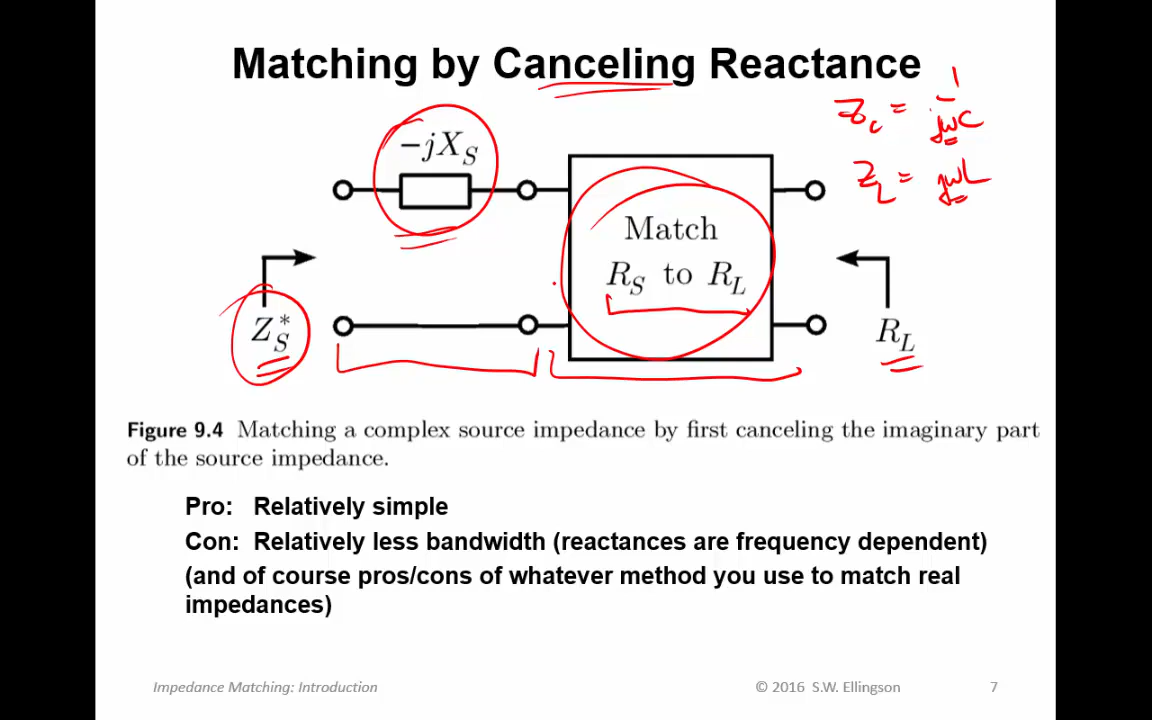 Matching by Canceling Reactance
1
Z_c = jωC
Z_L = jωL
−jX_S
Match
R_S to R_L
Z_S^*
R_L
Figure 9.4 Matching a complex source impedance by first canceling the imaginary part
of the source impedance.
Pro: Relatively simple
Con: Relatively less bandwidth (reactances are frequency dependent)
(and of course pros/cons of whatever method you use to match real
impedances)
Impedance Matching: Introduction © 2016 S.W. Ellingson 7